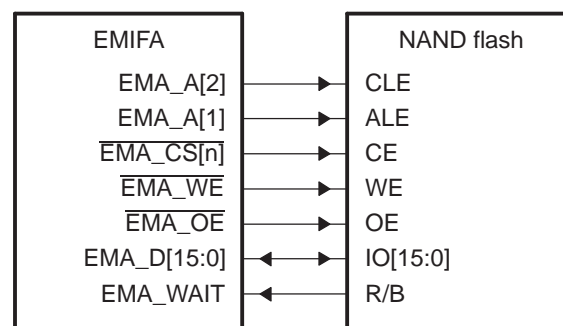 EMIFA NAND flash
EMA_A[2] CLE
EMA_A[1] ALE
EMA_CS[n] CE
EMA_WE WE
EMA_OE OE
EMA_D[15:0] IO[15:0]
EMA_WAIT R/B